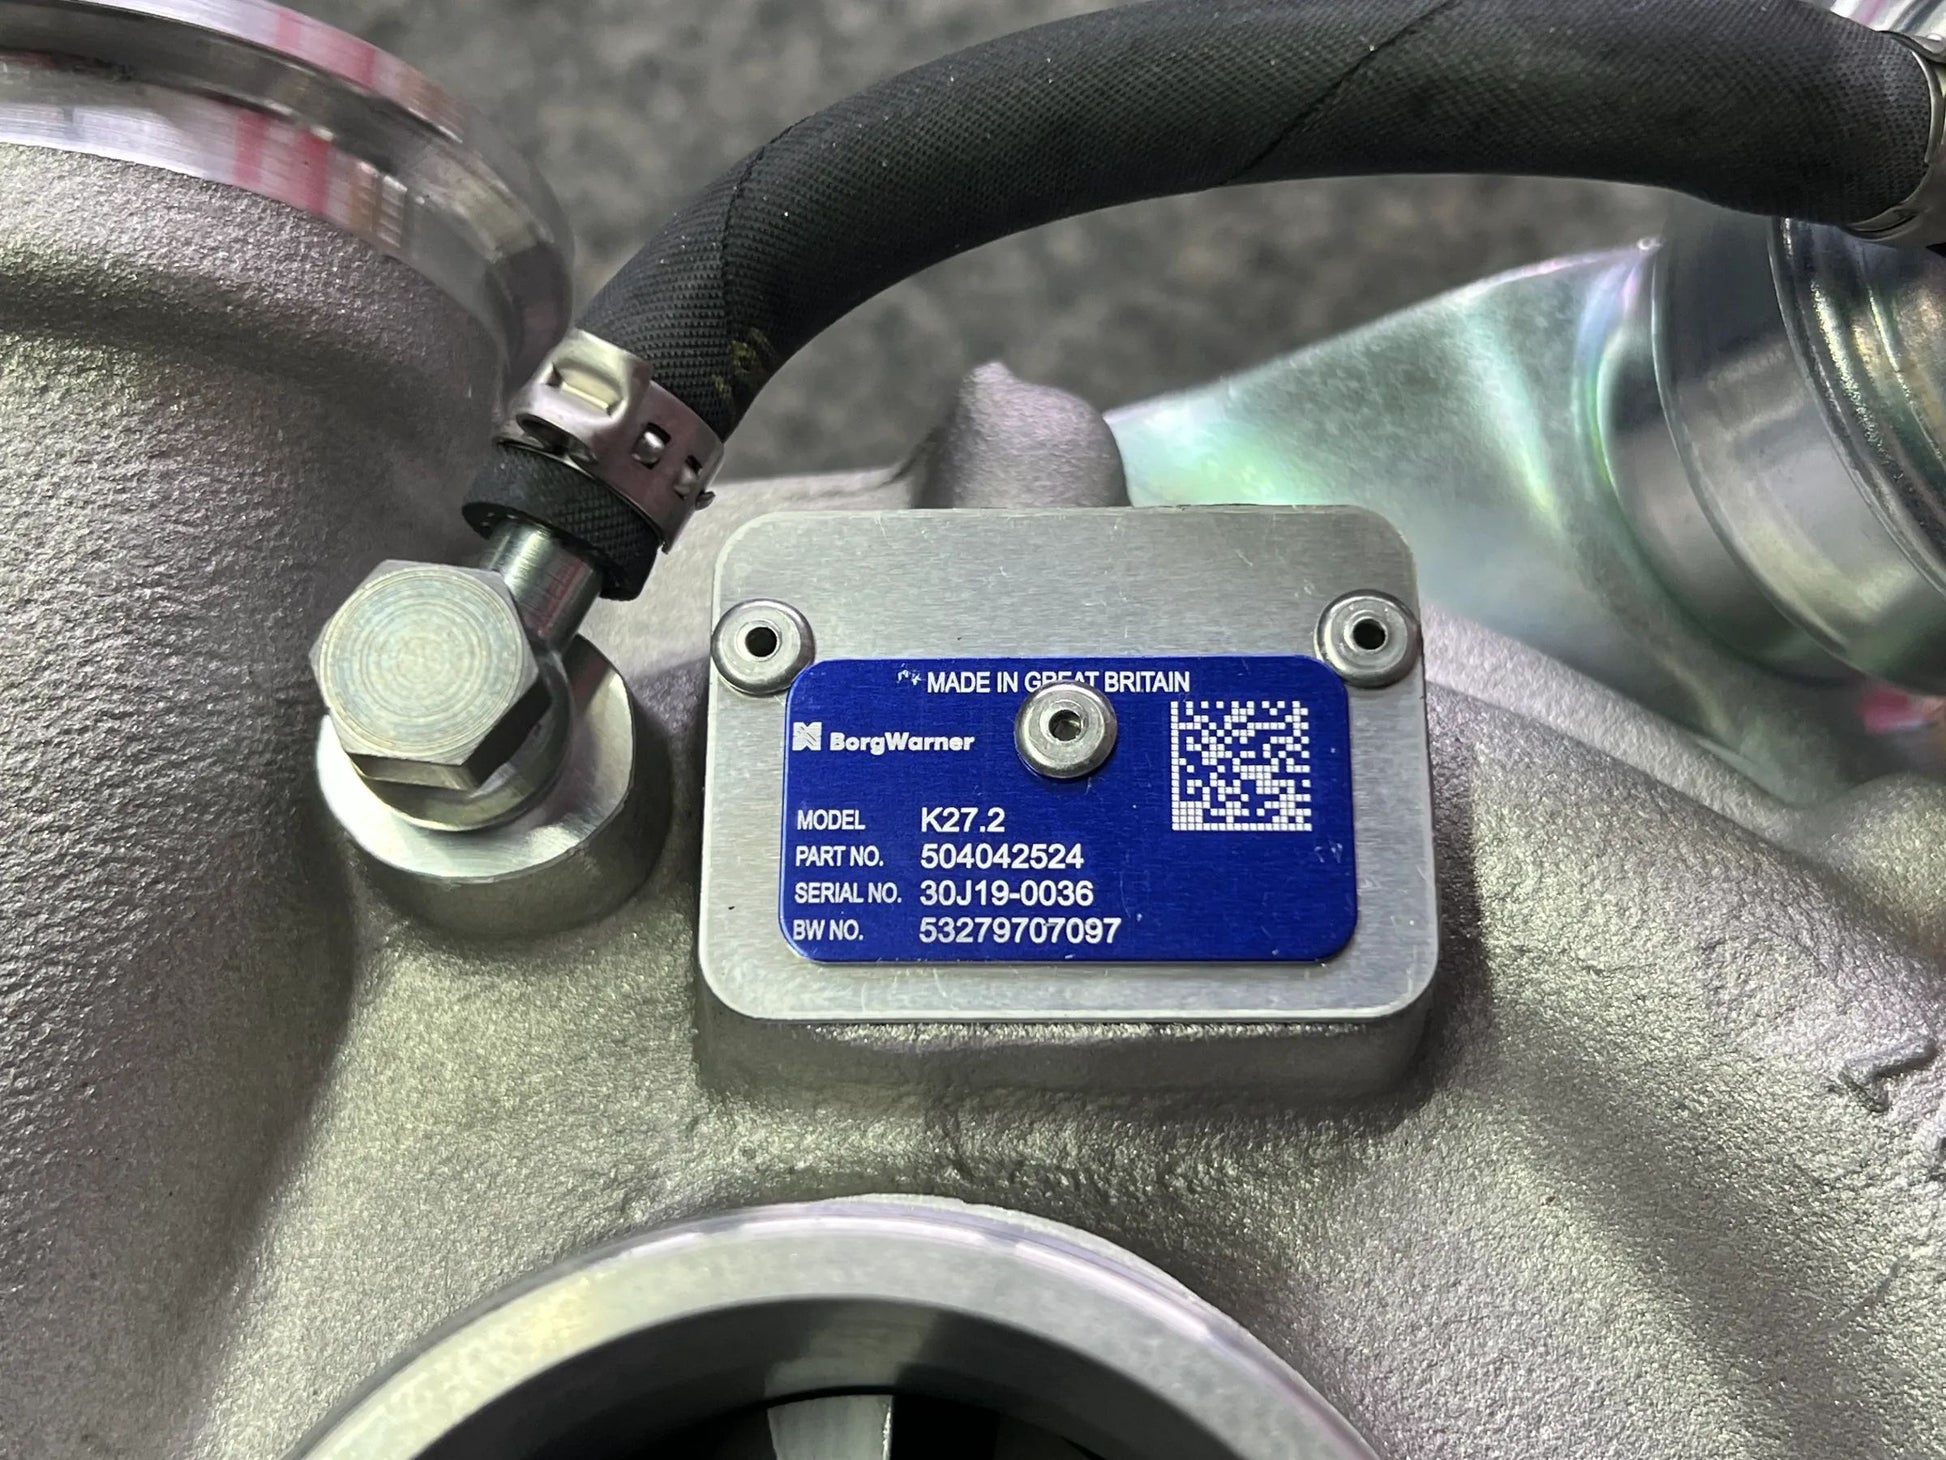 MADE IN GREAT BRITAIN
BorgWarner
MODEL K27.2
PART NO. 504042524
SERIAL NO. 30J19-0036
BW NO. 53279707097